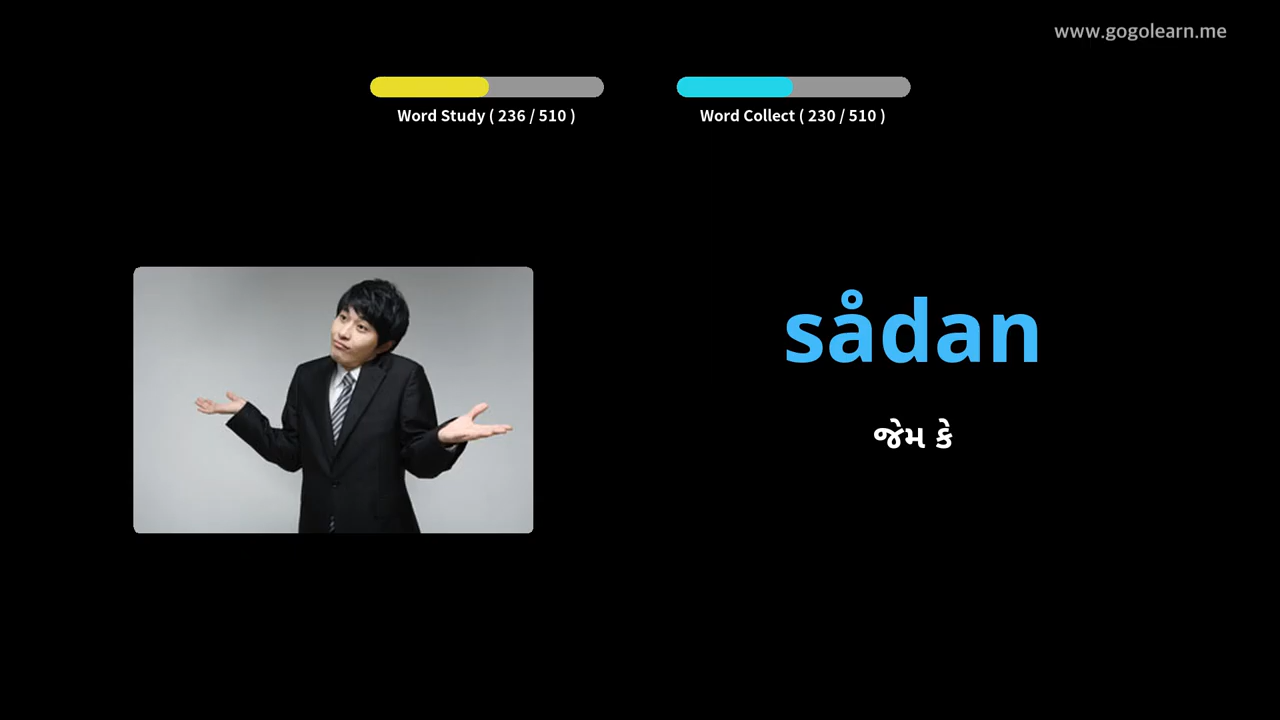 www.gogolearn.me
Word Study ( 236 / 510 )
Word Collect ( 230 / 510 )
sådan
જેમ કે